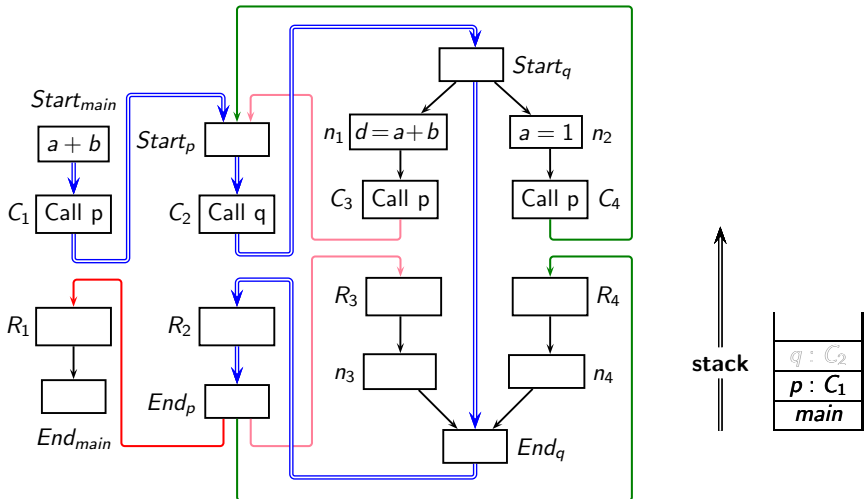 Start_q
Start_main
a + b
Start_p
n_1
d = a + b
a = 1
n_2
C_1
Call p
C_2
Call q
C_3
Call p
Call p
C_4
R_1
R_2
R_3
R_4
n_3
n_4
End_main
End_p
End_q
stack
q : C_2
p : C_1
main